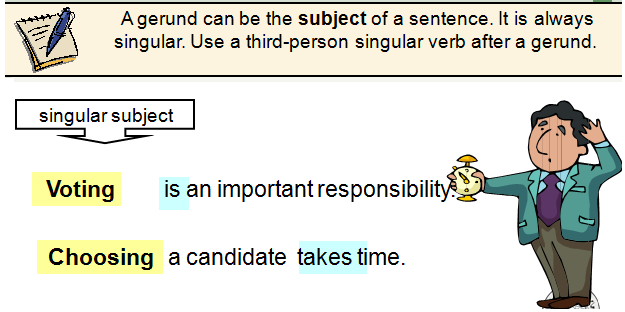 A gerund can be the subject of a sentence. It is always
singular. Use a third-person singular verb after a gerund.
singular subject
Voting is an important responsibility.
Choosing a candidate takes time.